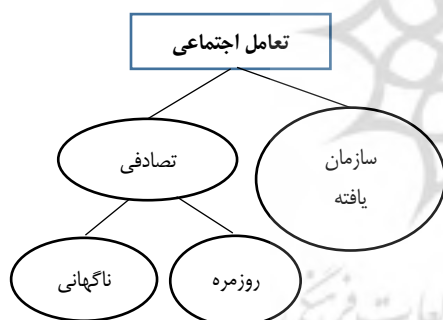 تعامل اجتماعی
تصادفی
سازمان
یافته
ناگهانی
روزمره